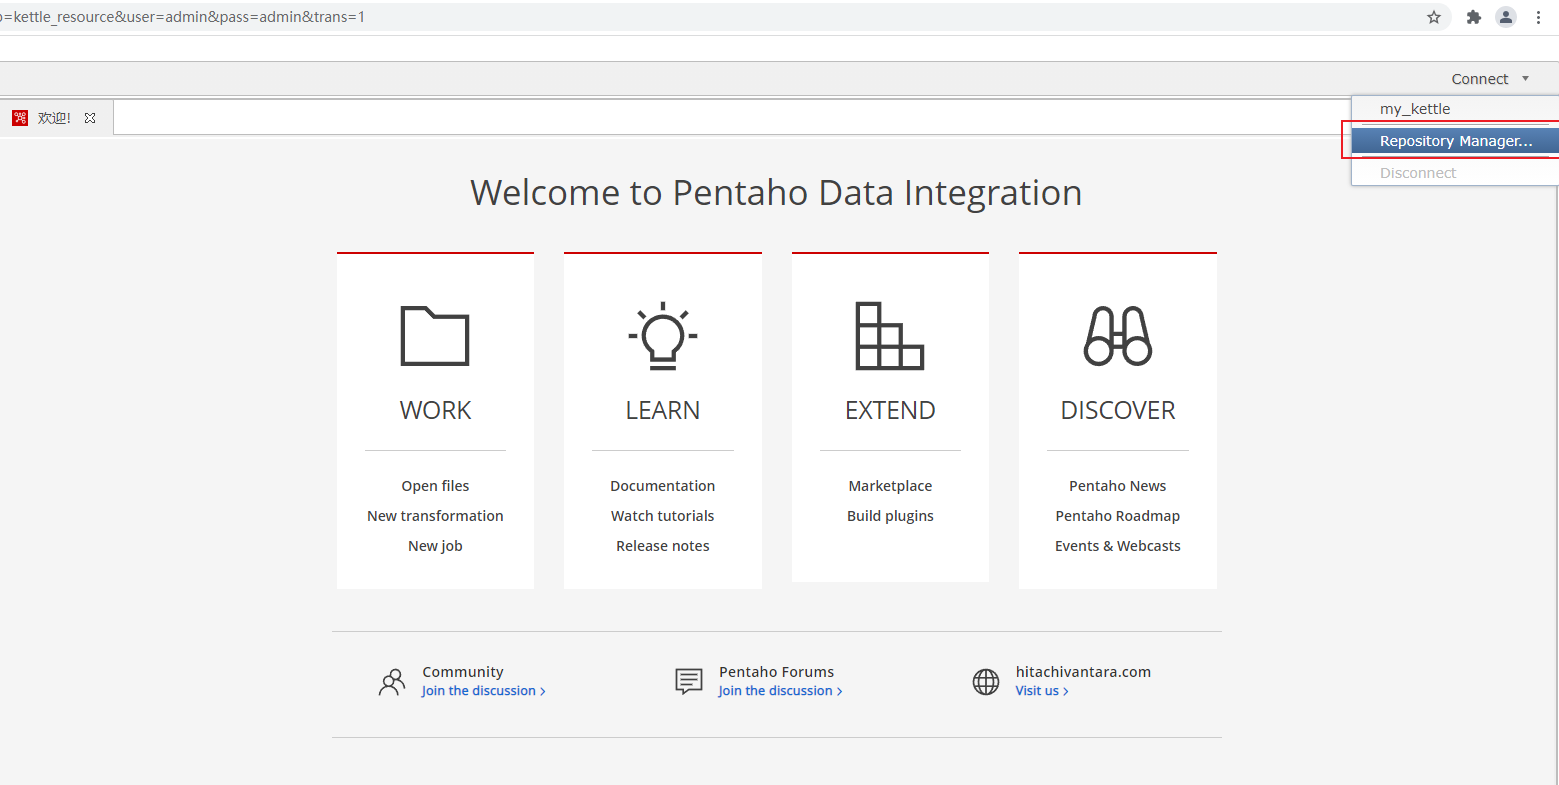 =kettle_resource&user=admin&pass=admin&trans=1
Connect
my_kettle
Repository Manager...
Disconnect
欢迎!
Welcome to Pentaho Data Integration
WORK
Open files
New transformation
New job
LEARN
Documentation
Watch tutorials
Release notes
EXTEND
Marketplace
Build plugins
DISCOVER
Pentaho News
Pentaho Roadmap
Events & Webcasts
Community
Join the discussion >
Pentaho Forums
Join the discussion >
hitachivantara.com
Visit us >